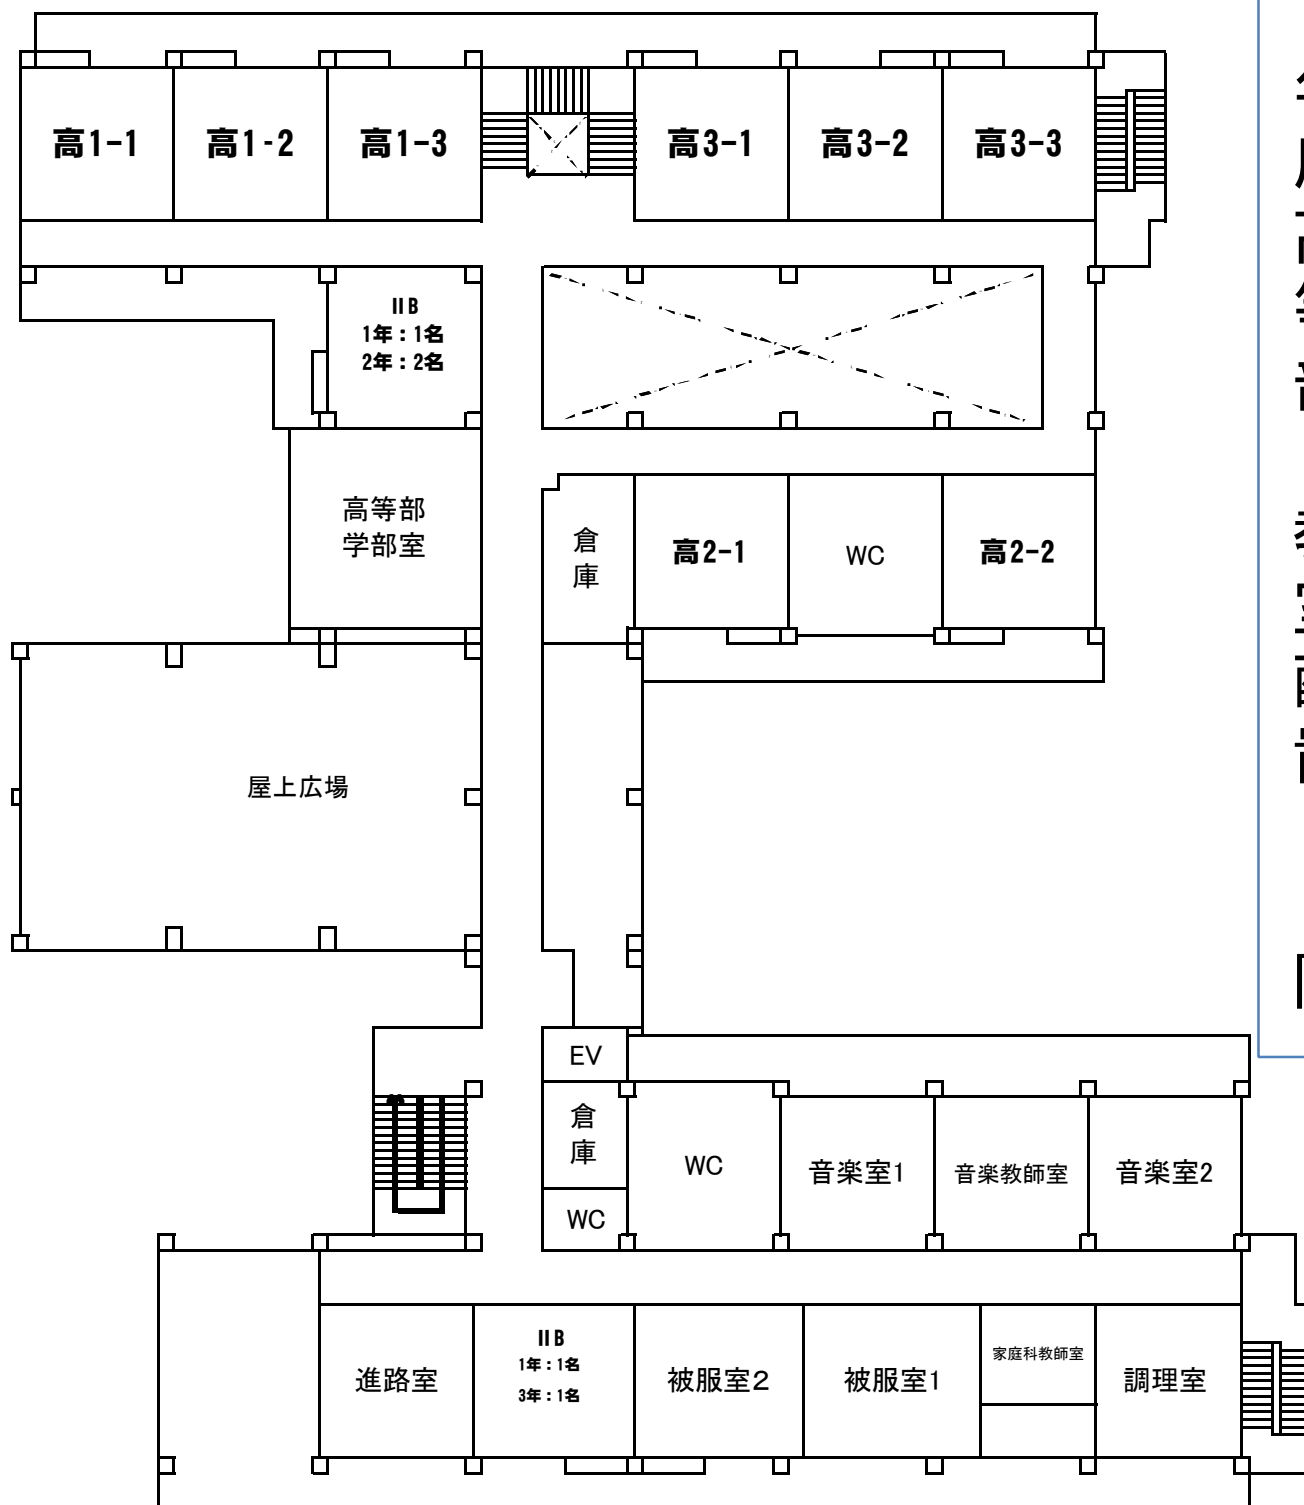 高1-1
高1-2
高1-3
高3-1
高3-2
高3-3
ⅡB
1年：1名
2年：2名
高等部
学部室
倉庫
高2-1
WC
高2-2
屋上広場
EV
倉庫
WC
WC
音楽室1
音楽教師室
音楽室2
進路室
ⅡB
1年：1名
3年：1名
被服室2
被服室1
家庭科教師室
調理室